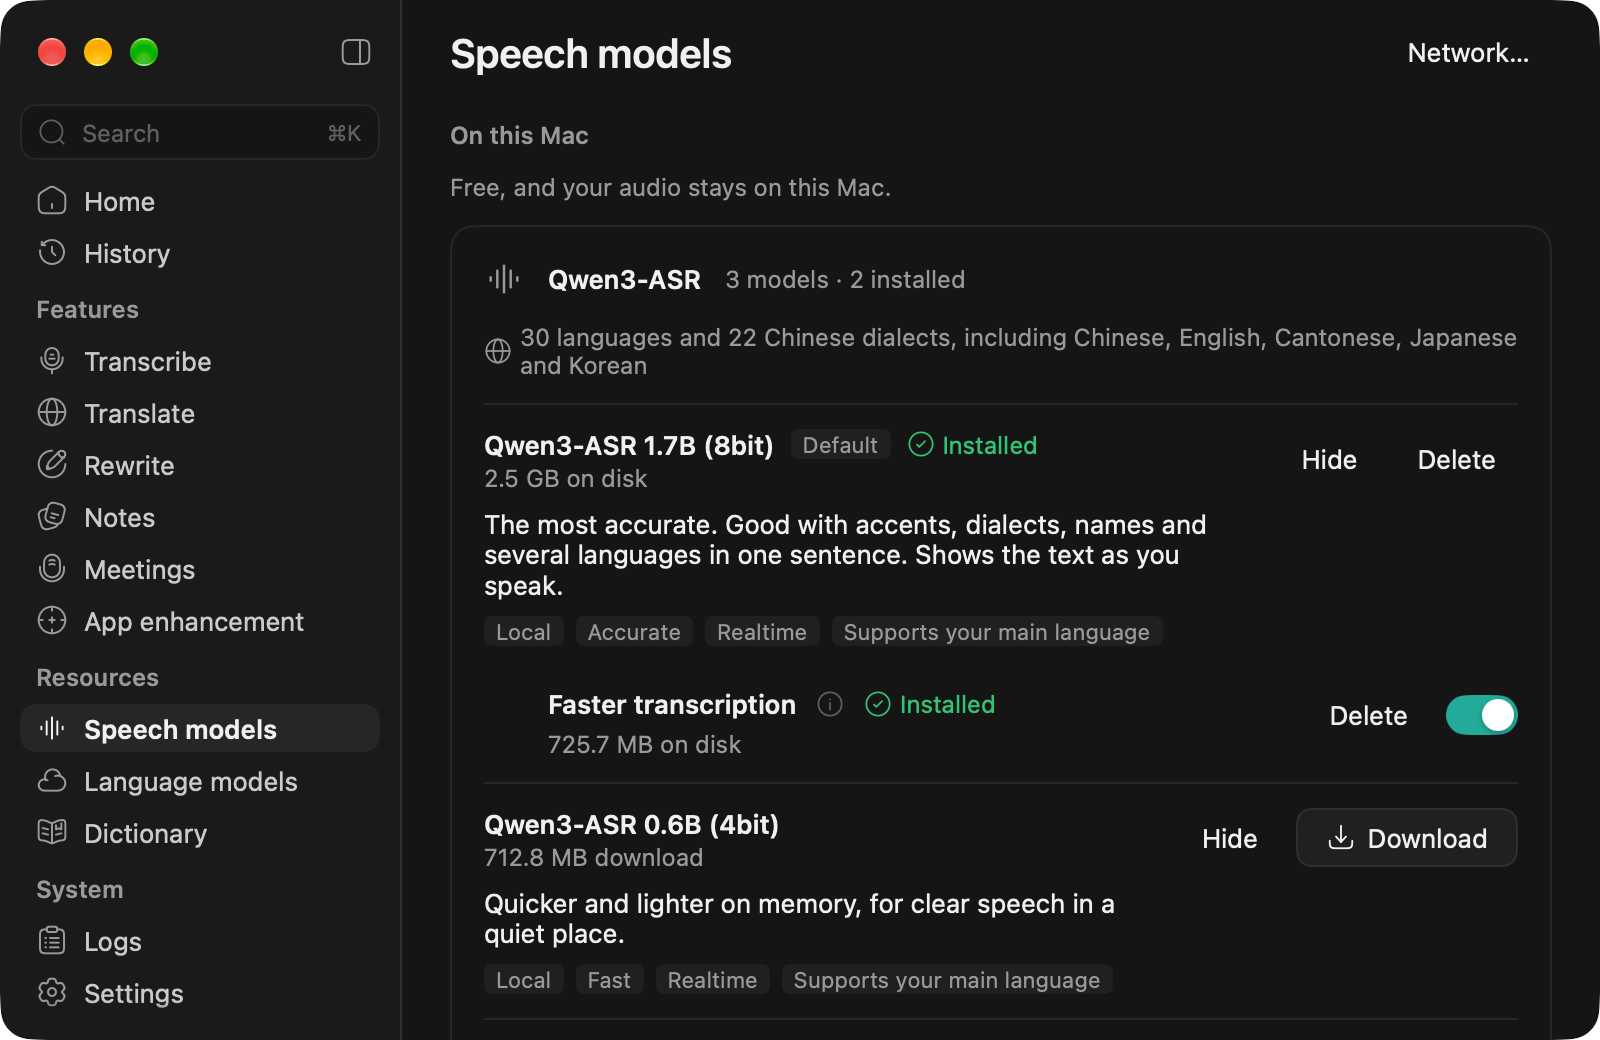 Search ⌘K
Home
History
Features
Transcribe
Translate
Rewrite
Notes
Meetings
App enhancement
Resources
Speech models
Language models
Dictionary
System
Logs
Settings
Speech models
Network...
On this Mac
Free, and your audio stays on this Mac.
Qwen3-ASR 3 models · 2 installed
30 languages and 22 Chinese dialects, including Chinese, English, Cantonese, Japanese
and Korean
Qwen3-ASR 1.7B (8bit) Default Installed
2.5 GB on disk
Hide Delete
The most accurate. Good with accents, dialects, names and
several languages in one sentence. Shows the text as you
speak.
Local Accurate Realtime Supports your main language
Faster transcription Installed
725.7 MB on disk
Delete
Qwen3-ASR 0.6B (4bit)
712.8 MB download
Hide Download
Quicker and lighter on memory, for clear speech in a
quiet place.
Local Fast Realtime Supports your main language